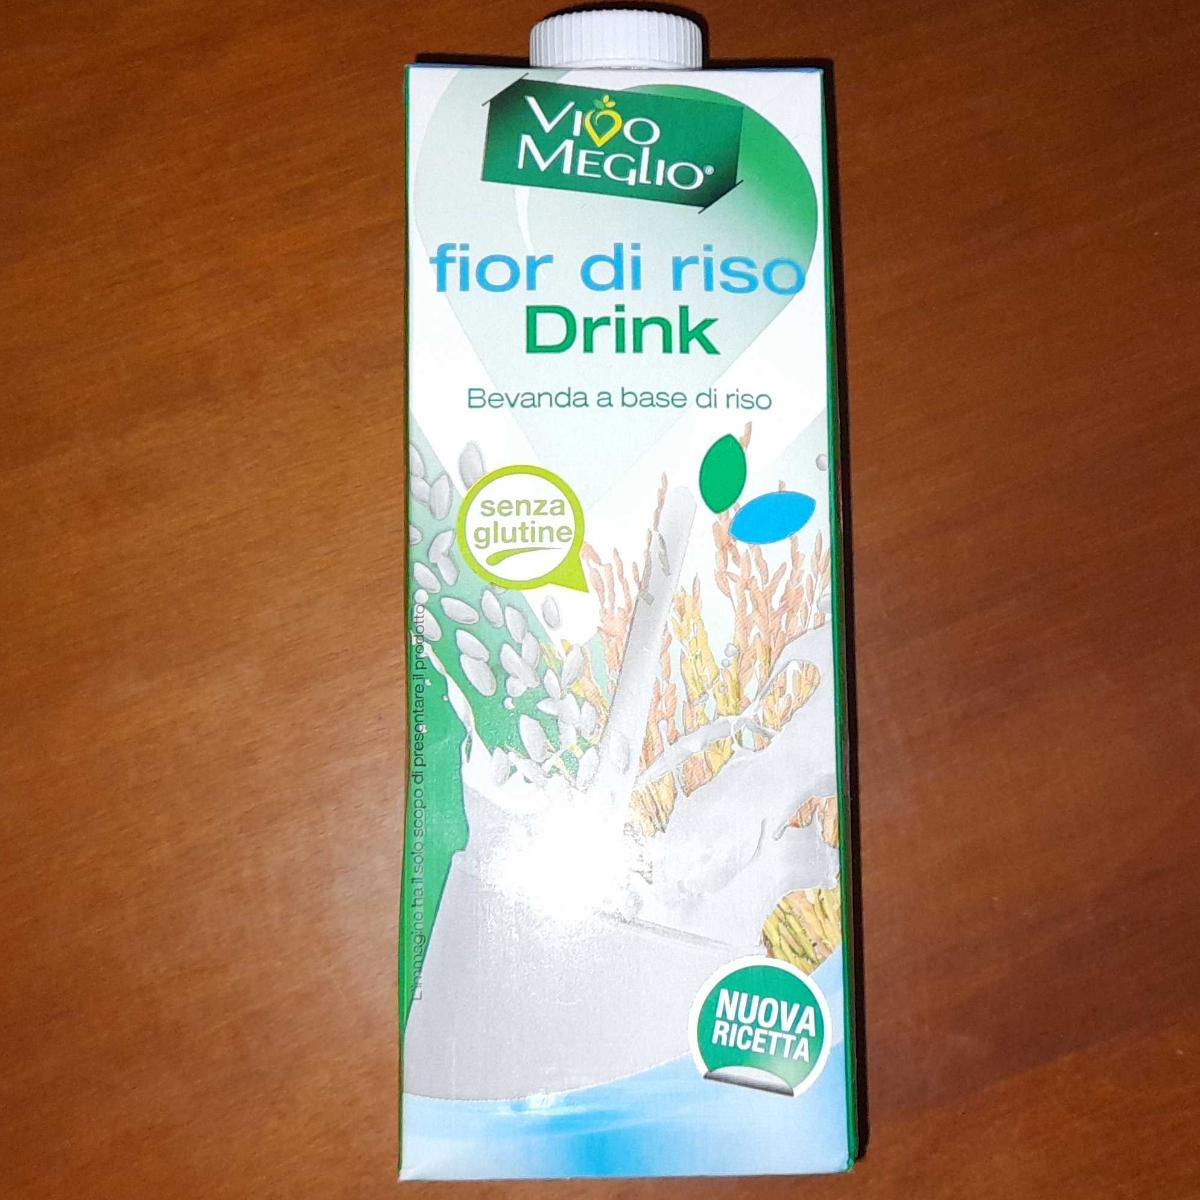 VIVO
MEGLIO®
fior di riso
Drink
Bevanda a base di riso
senza
glutine
L'immagine ha il solo scopo di presentare il prodotto.
NUOVA
RICETTA